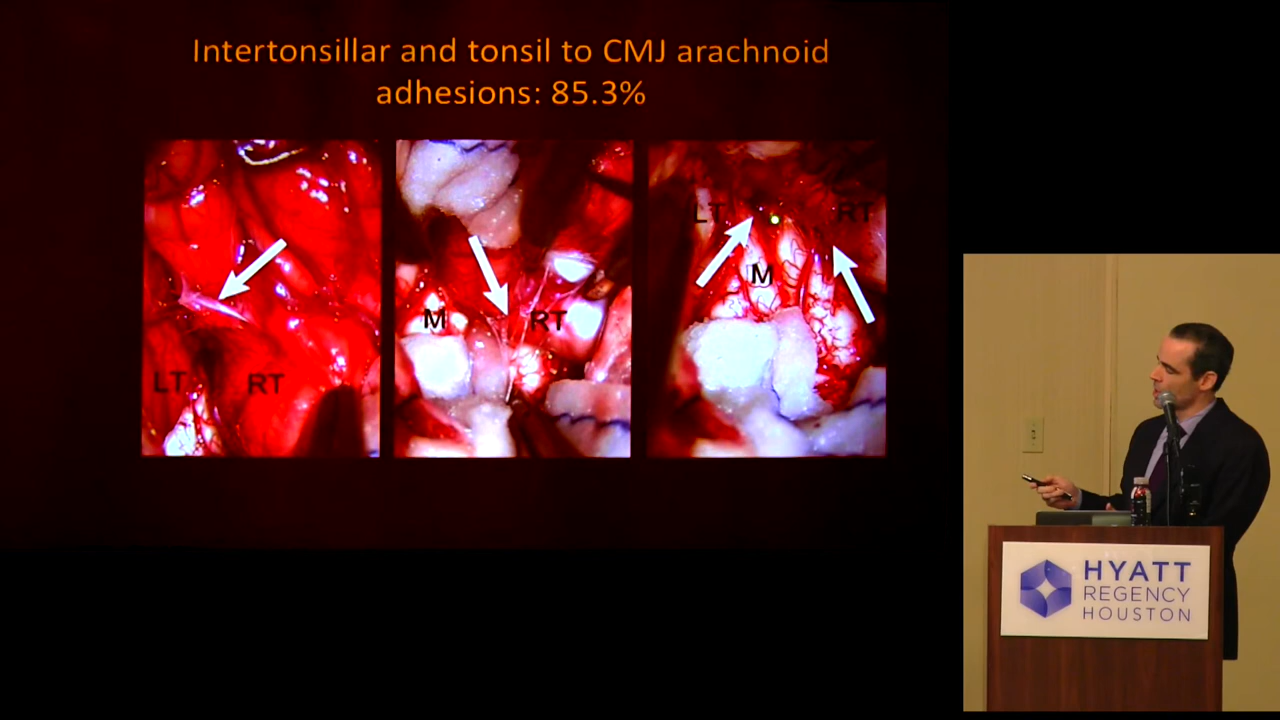 Intertonsillar and tonsil to CMJ arachnoid
adhesions: 85.3%
LT
RT
M
RT
LT
RT
M
HYATT
REGENCY
HOUSTON